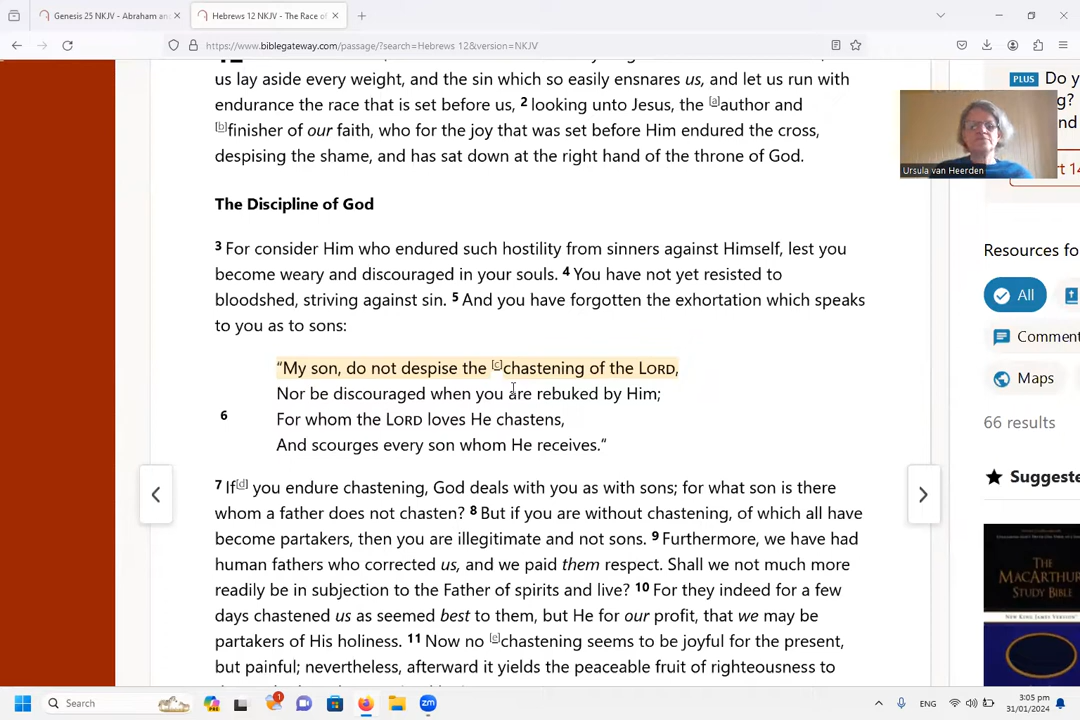 Genesis 25 NKJV - Abraham and
Hebrews 12 NKJV - The Race of
https://www.biblegateway.com/passage/?search=Hebrews 12&version=NKJV
us lay aside every weight, and the sin which so easily ensnares us, and let us run with
endurance the race that is set before us, 2 looking unto Jesus, the [a]author and
[b]finisher of our faith, who for the joy that was set before Him endured the cross,
despising the shame, and has sat down at the right hand of the throne of God.
The Discipline of God
3 For consider Him who endured such hostility from sinners against Himself, lest you
become weary and discouraged in your souls. 4 You have not yet resisted to
bloodshed, striving against sin. 5 And you have forgotten the exhortation which speaks
to you as to sons:
“My son, do not despise the [c]chastening of the LORD,
Nor be discouraged when you are rebuked by Him;
6 For whom the LORD loves He chastens,
And scourges every son whom He receives.“
7 If[d] you endure chastening, God deals with you as with sons; for what son is there
whom a father does not chasten? 8 But if you are without chastening, of which all have
become partakers, then you are illegitimate and not sons. 9 Furthermore, we have had
human fathers who corrected us, and we paid them respect. Shall we not much more
readily be in subjection to the Father of spirits and live? 10 For they indeed for a few
days chastened us as seemed best to them, but He for our profit, that we may be
partakers of His holiness. 11 Now no [e]chastening seems to be joyful for the present,
but painful; nevertheless, afterward it yields the peaceable fruit of righteousness to
PLUS Do y
Ursula van Heerden
Resources fo
All
Comment
Maps
66 results
Suggeste
THE
MACARTHUR
STUDY BIBLE
Search
PRE
1
zm
ENG
3:05 pm
31/01/2024